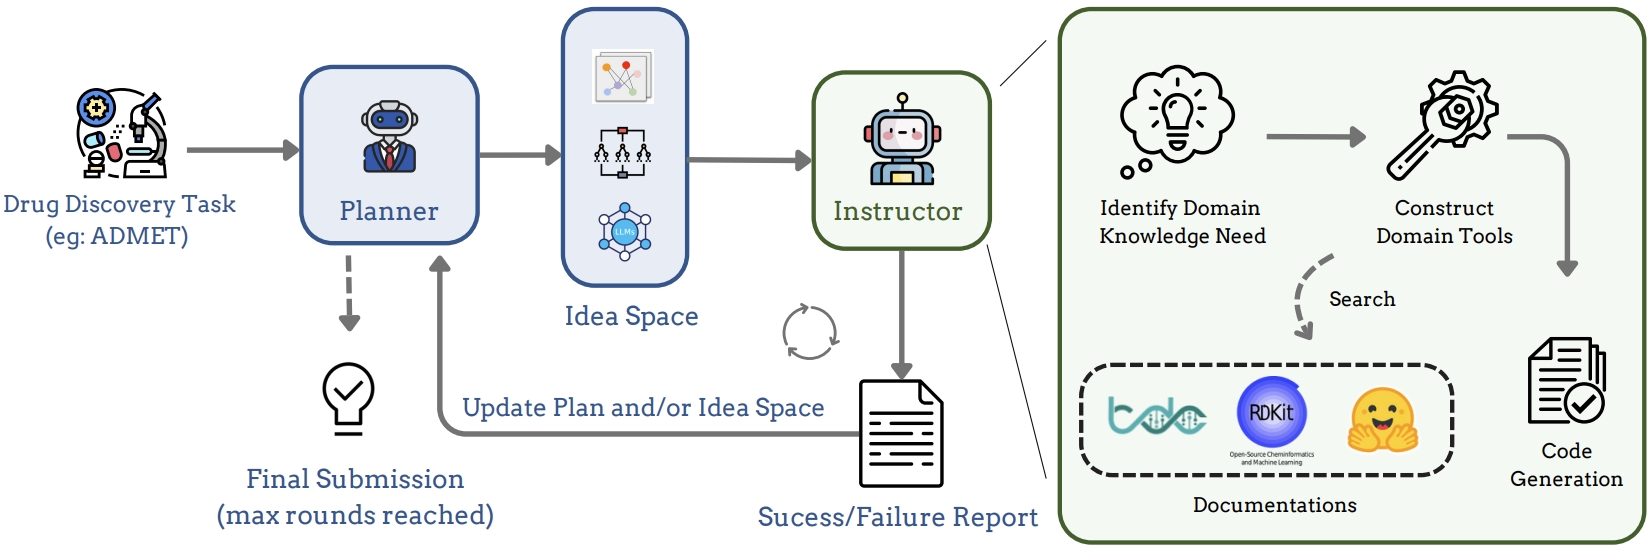 Drug Discovery Task
(eg: ADMET)
Planner
LLMs
Idea Space
Instructor
Update Plan and/or Idea Space
Final Submission
(max rounds reached)
Sucess/Failure Report
Identify Domain
Knowledge Need
Construct
Domain Tools
Search
RDKit
Open-Source Cheminformatics
and Machine Learning
Documentations
Code
Generation